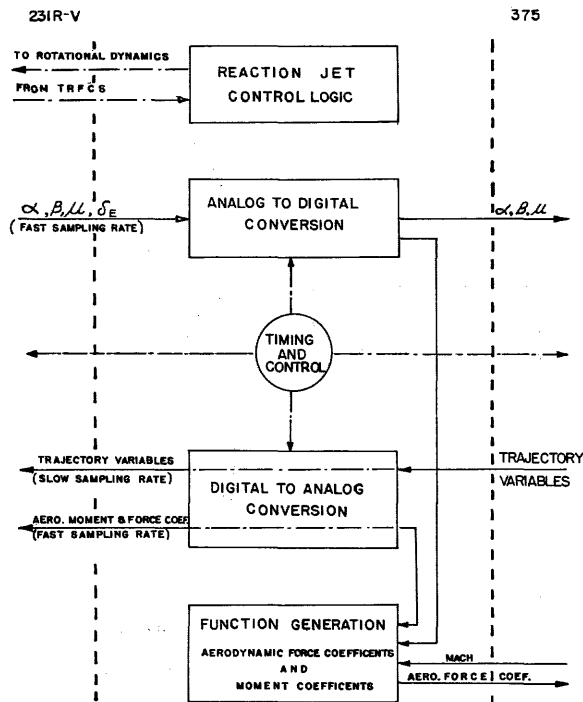 231R-V
375
TO ROTATIONAL DYNAMICS
FROM TRFCS
REACTION JET
CONTROL LOGIC
α, β, μ, δE
(FAST SAMPLING RATE)
ANALOG TO DIGITAL
CONVERSION
α, β, μ
TIMING
AND
CONTROL
TRAJECTORY VARIABLES
(SLOW SAMPLING RATE)
AERO. MOMENT & FORCE COEF.
(FAST SAMPLING RATE)
DIGITAL TO ANALOG
CONVERSION
TRAJECTORY
VARIABLES
FUNCTION GENERATION
AERODYNAMIC FORCE COEFFICENTS
AND
MOMENT COEFFICENTS
MACH
AERO. FORCE COEF.